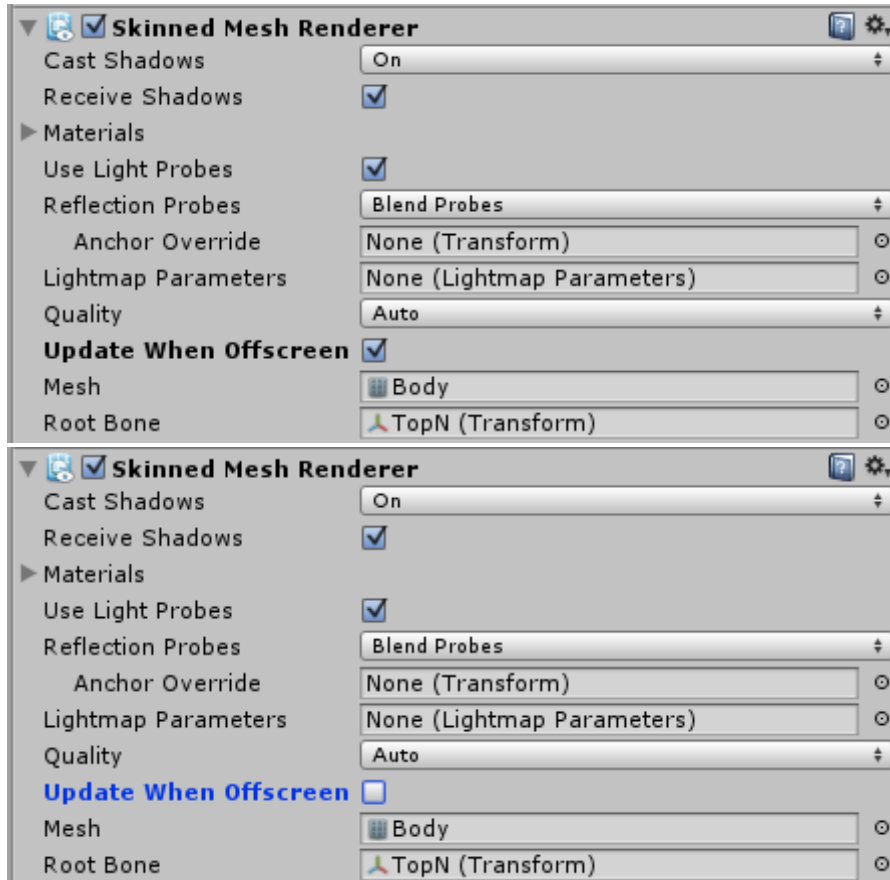 Skinned Mesh Renderer
Cast Shadows On
Receive Shadows
Materials
Use Light Probes
Reflection Probes Blend Probes
Anchor Override None (Transform)
Lightmap Parameters None (Lightmap Parameters)
Quality Auto
Update When Offscreen
Mesh Body
Root Bone TopN (Transform)
Skinned Mesh Renderer
Cast Shadows On
Receive Shadows
Materials
Use Light Probes
Reflection Probes Blend Probes
Anchor Override None (Transform)
Lightmap Parameters None (Lightmap Parameters)
Quality Auto
Update When Offscreen
Mesh Body
Root Bone TopN (Transform)